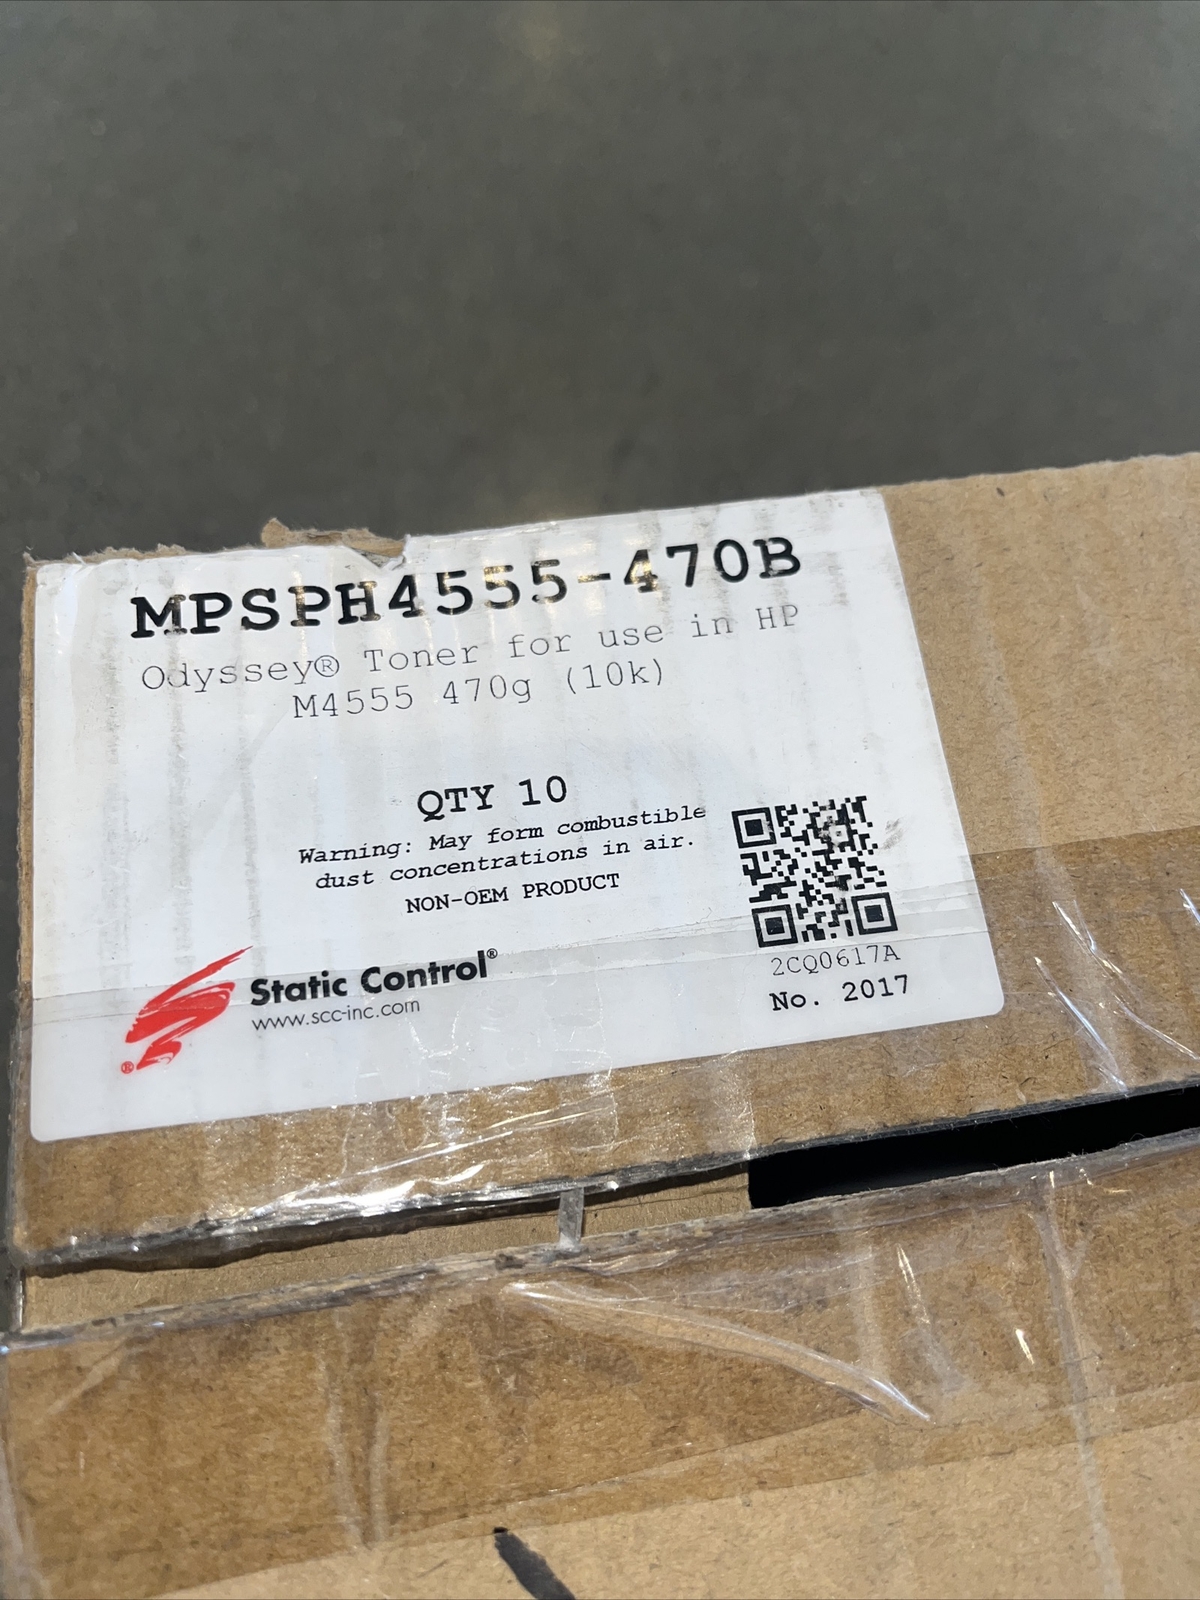 MPSPH4555-470B
Odyssey® Toner for use in HP
M4555 470g (10k)
QTY 10
Warning: May form combustible
dust concentrations in air.
NON-OEM PRODUCT
Static Control®
www.scc-inc.com
®
2CQ0617A
No. 2017